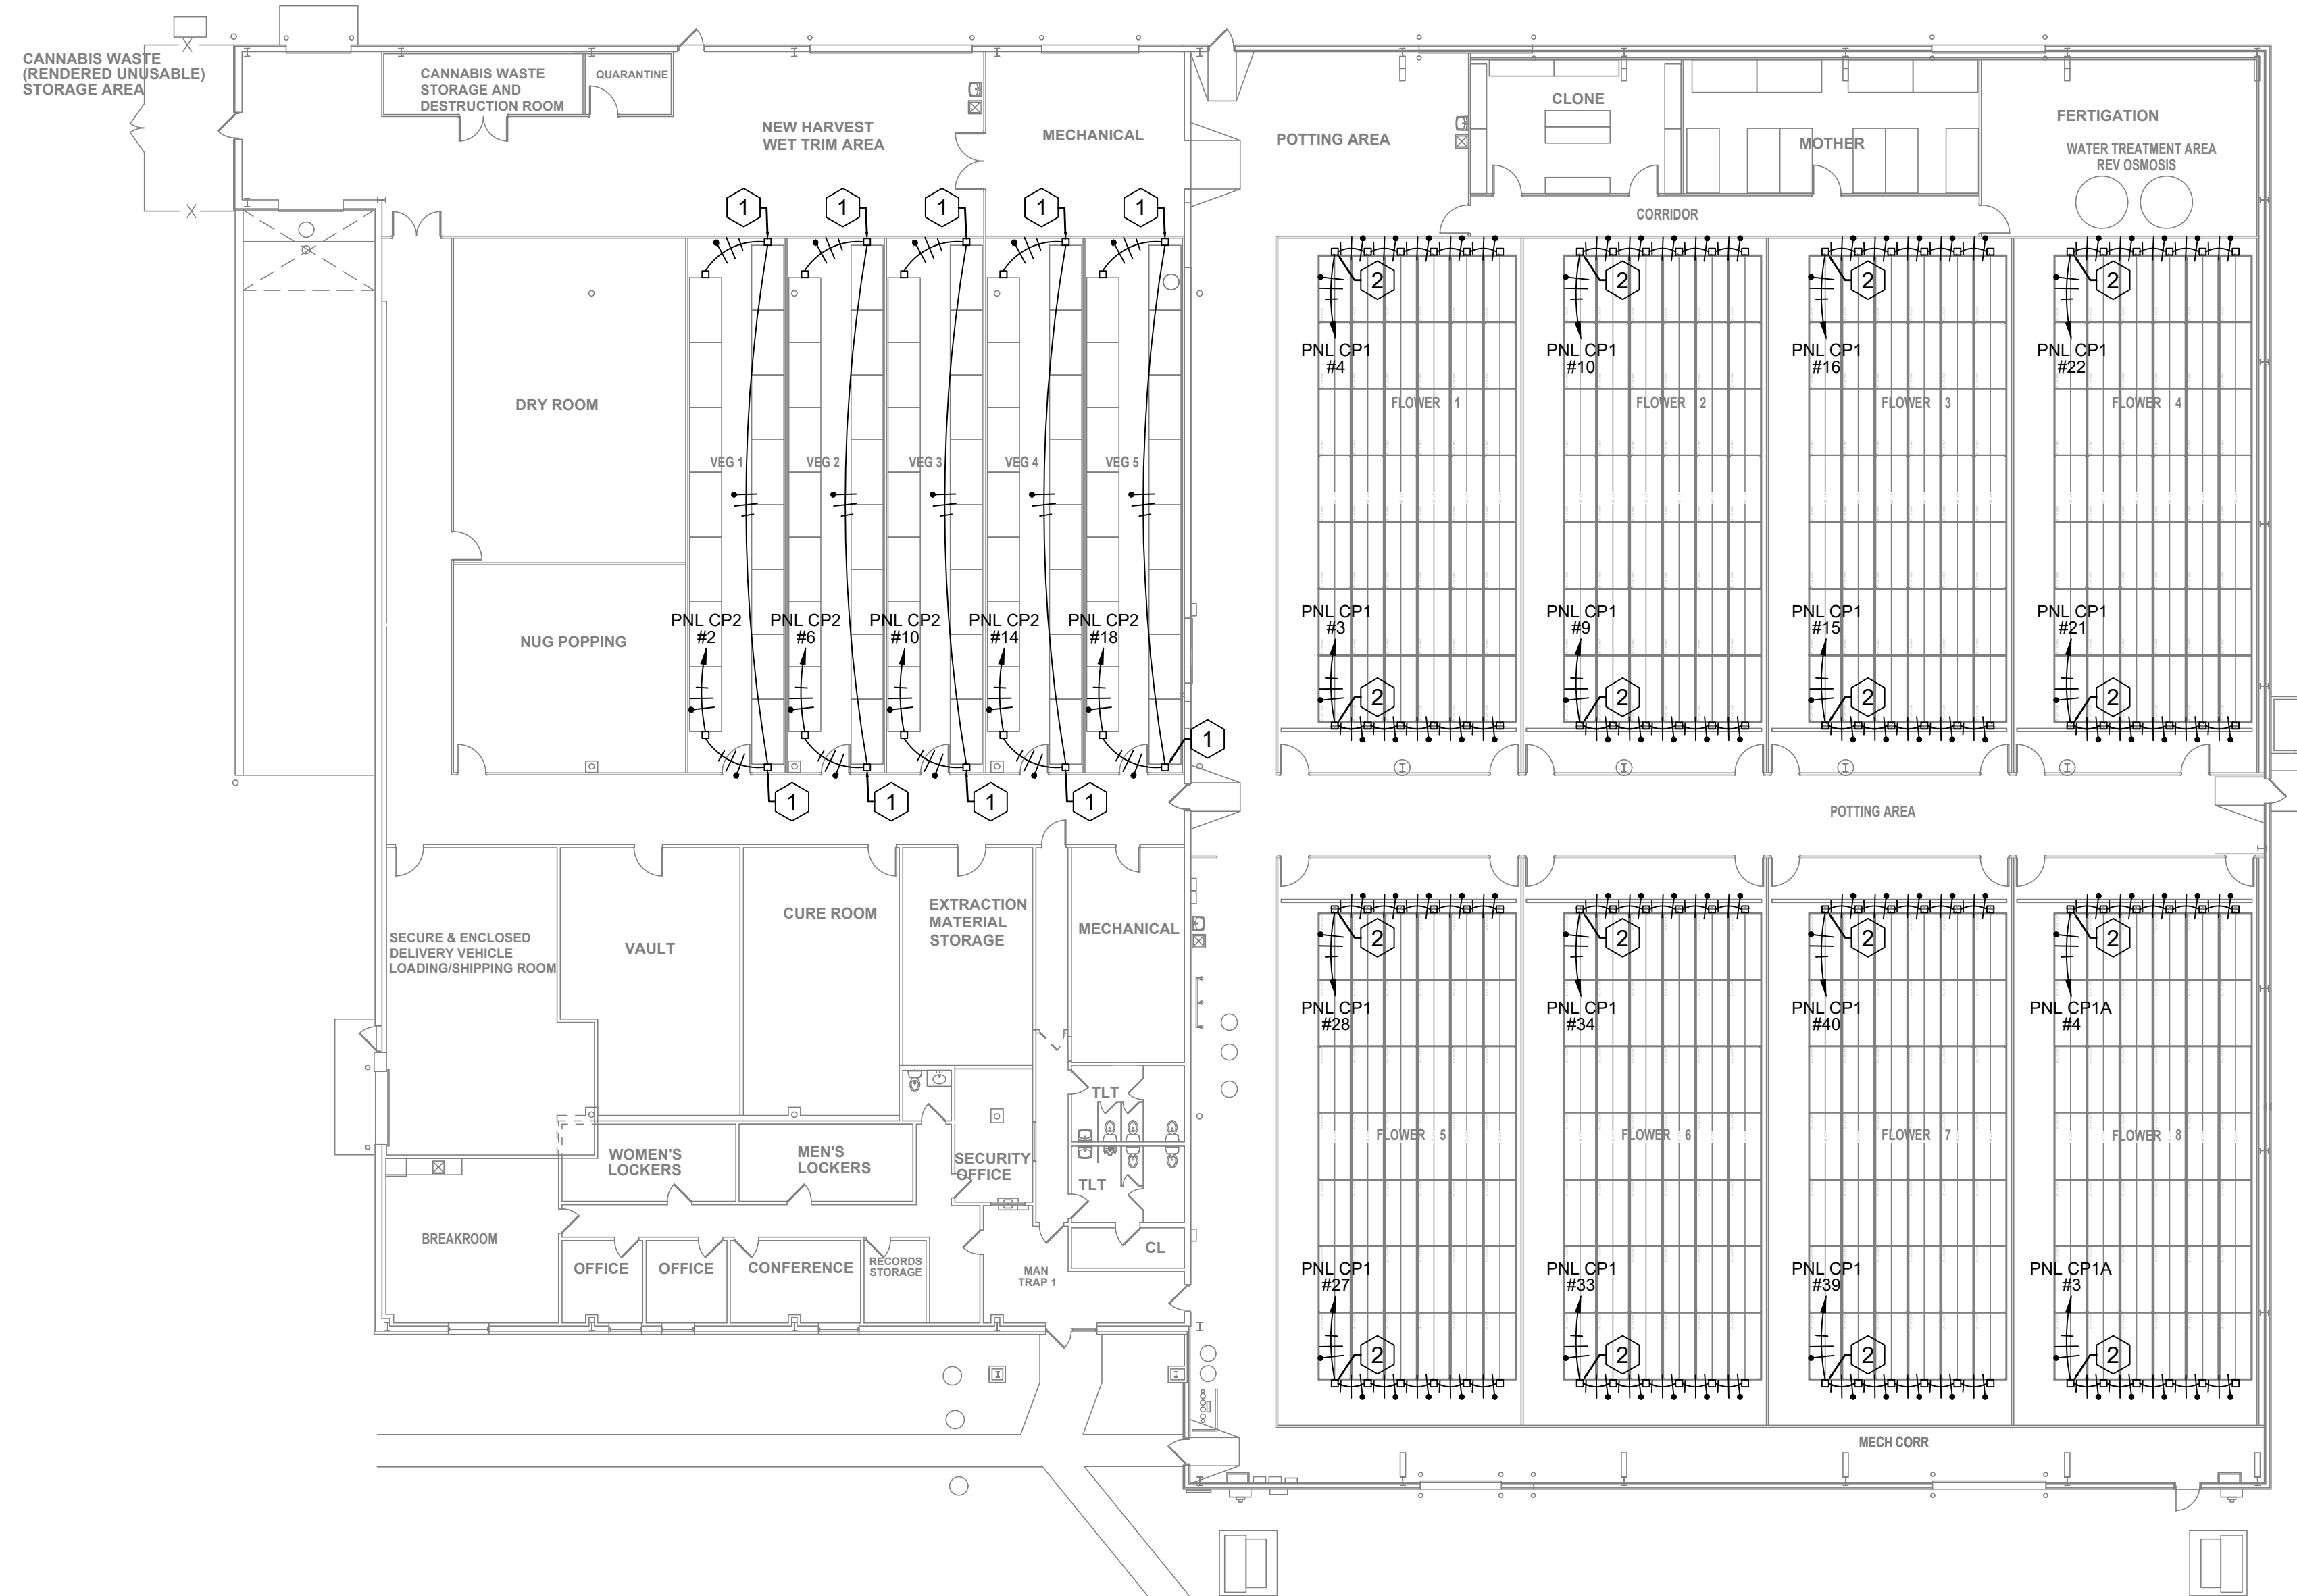 CANNABIS WASTE
(RENDERED UNUSABLE)
STORAGE AREA
CANNABIS WASTE
STORAGE AND
DESTRUCTION ROOM
QUARANTINE
NEW HARVEST
WET TRIM AREA
MECHANICAL
POTTING AREA
CLONE
MOTHER
FERTIGATION
WATER TREATMENT AREA
REV OSMOSIS
CORRIDOR
1
1
1
1
1
2
2
2
2
PNL CP1
#4
PNL CP1
#10
PNL CP1
#16
PNL CP1
#22
DRY ROOM
FLOWER 1
FLOWER 2
FLOWER 3
FLOWER 4
VEG 1
VEG 2
VEG 3
VEG 4
VEG 5
NUG POPPING
PNL CP2
#2
PNL CP2
#6
PNL CP2
#10
PNL CP2
#14
PNL CP2
#18
PNL CP1
#3
PNL CP1
#9
PNL CP1
#15
PNL CP1
#21
2
2
2
2
1
1
1
1
1
POTTING AREA
SECURE & ENCLOSED
DELIVERY VEHICLE
LOADING/SHIPPING ROOM
VAULT
CURE ROOM
EXTRACTION
MATERIAL
STORAGE
MECHANICAL
2
2
2
2
PNL CP1
#28
PNL CP1
#34
PNL CP1
#40
PNL CP1A
#4
TLT
FLOWER 5
FLOWER 6
FLOWER 7
FLOWER 8
WOMEN'S
LOCKERS
MEN'S
LOCKERS
SECURITY
OFFICE
TLT
BREAKROOM
OFFICE
OFFICE
CONFERENCE
RECORDS
STORAGE
MAN
TRAP 1
CL
PNL CP1
#27
PNL CP1
#33
PNL CP1
#39
PNL CP1A
#3
2
2
2
2
MECH CORR